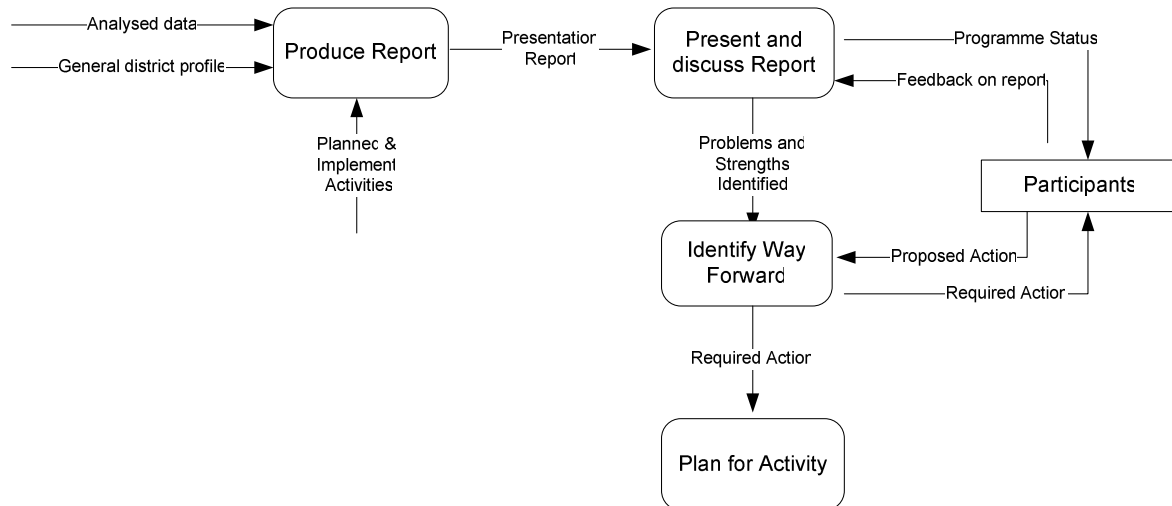 Analysed data
General district profile
Produce Report
Planned &
Implement
Activities
Presentation
Report
Present and
discuss Report
Programme Status
Feedback on report
Problems and
Strengths
Identified
Participants
Identify Way
Forward
Proposed Action
Required Action
Required Action
Plan for Activity